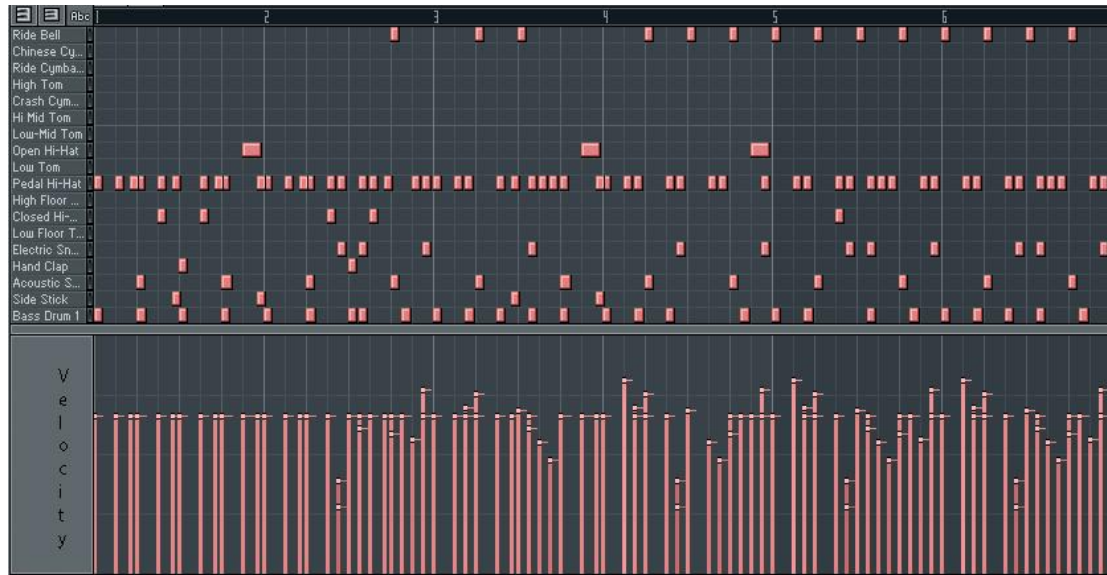 Abc
1 2 3 4 5 6
Ride Bell
Chinese Cy...
Ride Cymba...
High Tom
Crash Cym...
Hi Mid Tom
Low-Mid Tom
Open Hi-Hat
Low Tom
Pedal Hi-Hat
High Floor ...
Closed Hi-...
Low Floor T...
Electric Sn...
Hand Clap
Acoustic S...
Side Stick
Bass Drum 1
Velocity